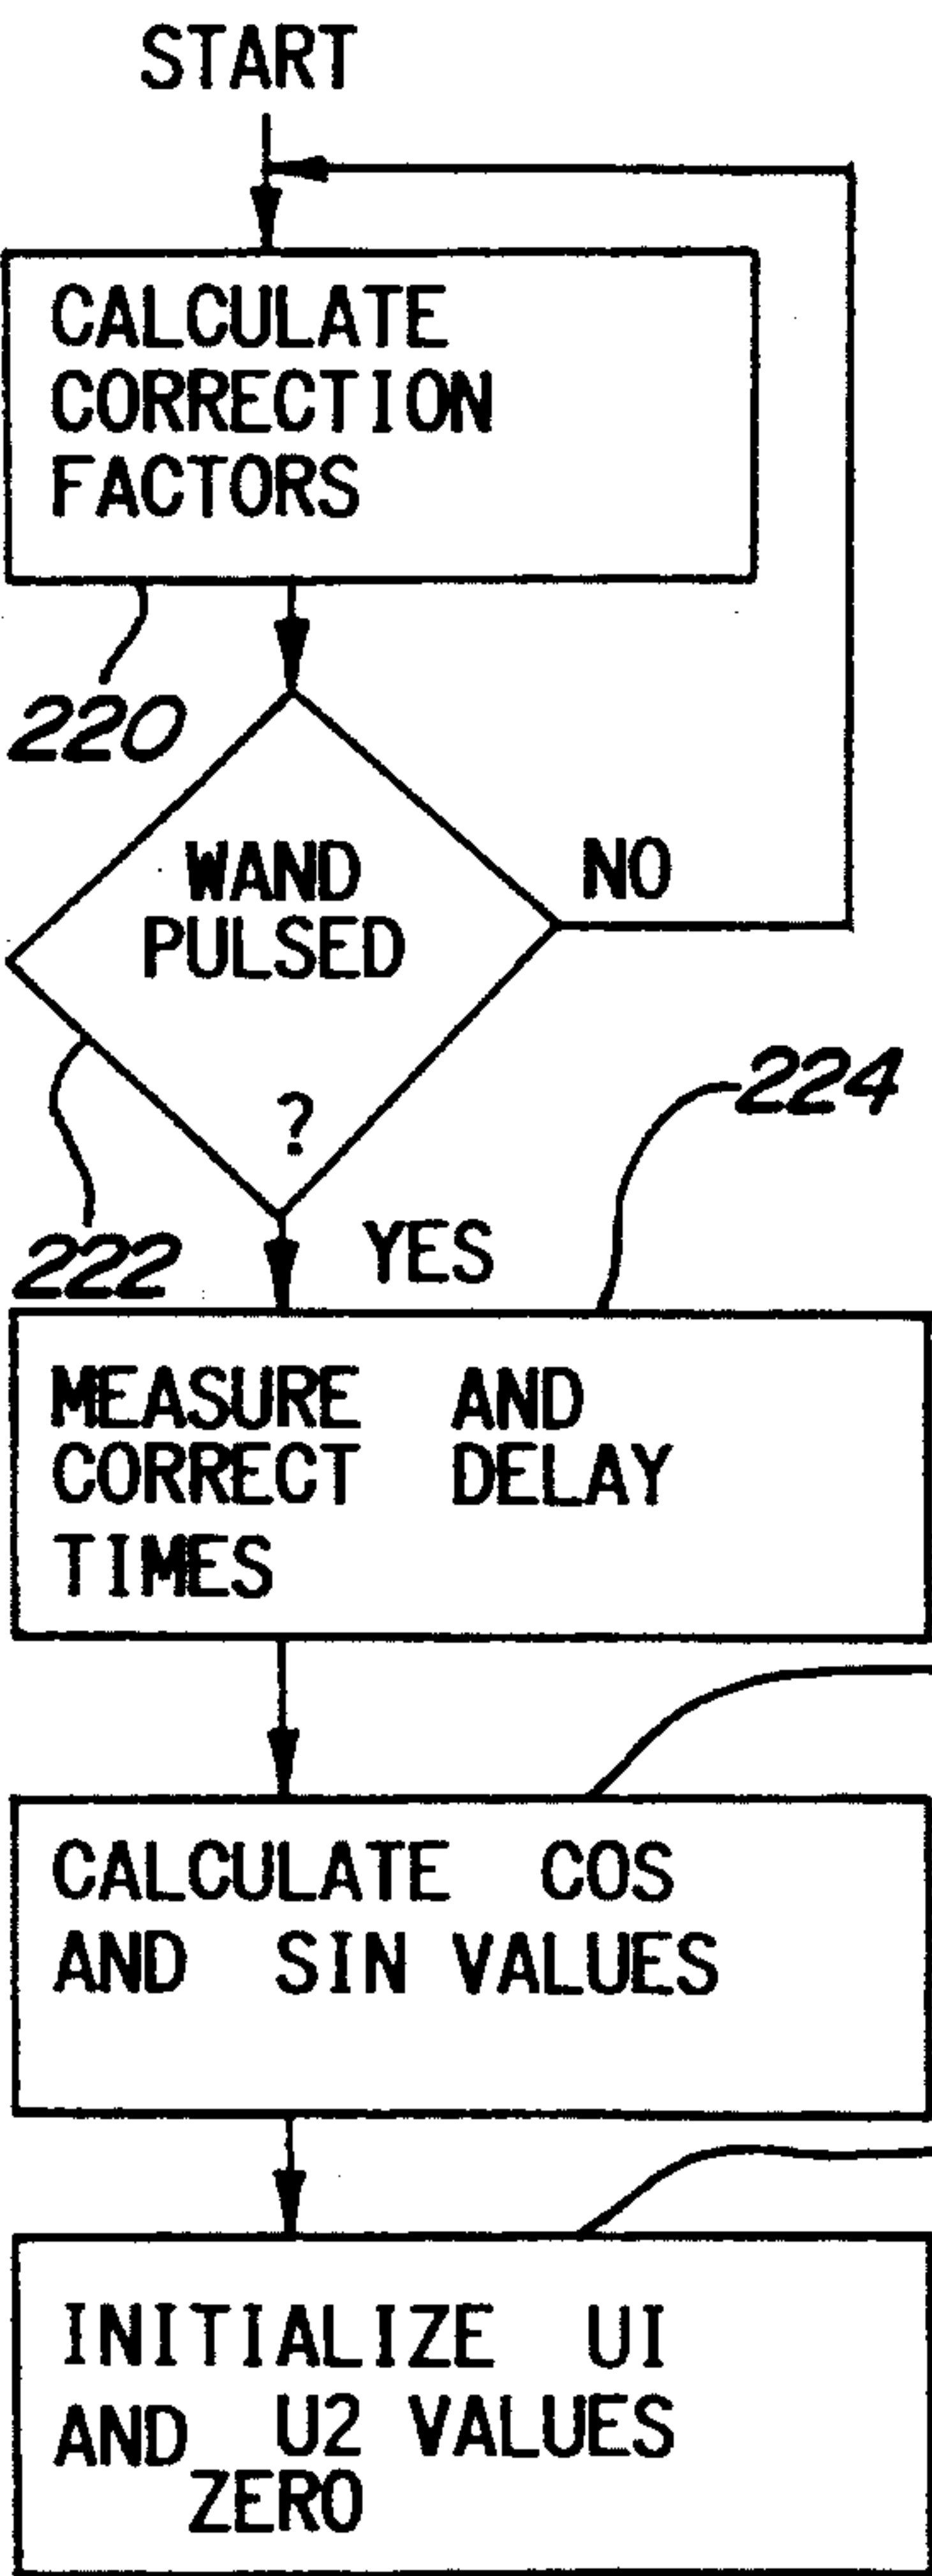 START
CALCULATE
CORRECTION
FACTORS
220
WAND
PULSED
?
NO
222
YES
224
MEASURE AND
CORRECT DELAY
TIMES
CALCULATE COS
AND SIN VALUES
INITIALIZE UI
AND U2 VALUES
ZERO